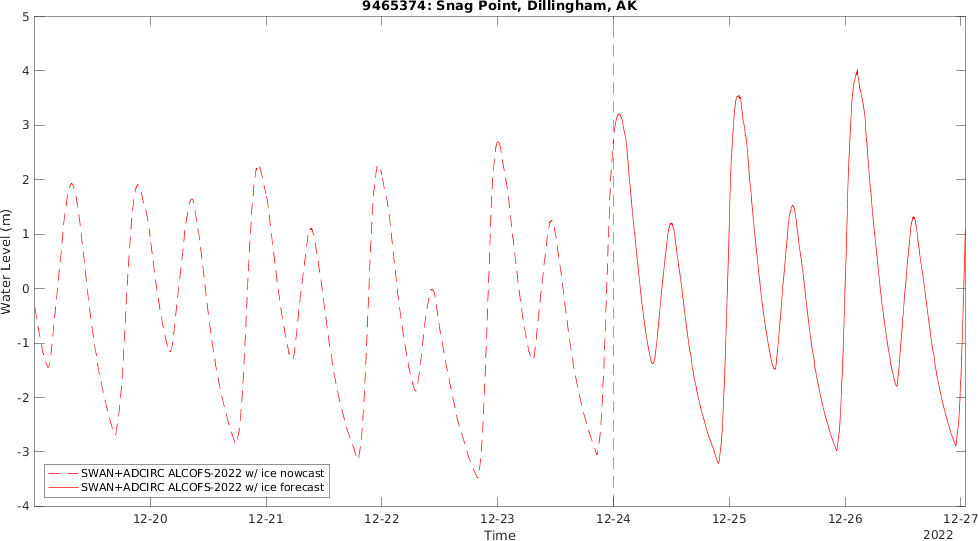 9465374: Snag Point, Dillingham, AK
Water Level (m)
5
4
3
2
1
0
-1
-2
-3
-4
SWAN+ADCIRC ALCOFS-2022 w/ ice nowcast
SWAN+ADCIRC ALCOFS-2022 w/ ice forecast
12-20 12-21 12-22 12-23 12-24 12-25 12-26 12-27
Time
2022